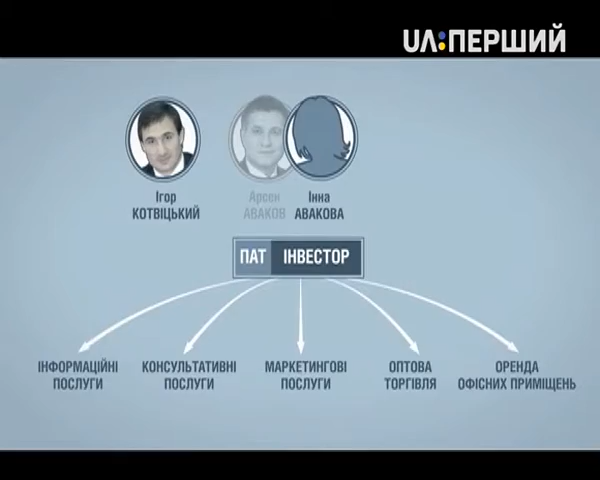 UA:ПЕРШИЙ
Ігор
КОТВІЦЬКИЙ
Арсен
АВАКОВ
Інна
АВАКОВА
ПАТ ІНВЕСТОР
ІНФОРМАЦІЙНІ
ПОСЛУГИ
КОНСУЛЬТАТИВНІ
ПОСЛУГИ
МАРКЕТИНГОВІ
ПОСЛУГИ
ОПТОВА
ТОРГІВЛЯ
ОРЕНДА
ОФІСНИХ ПРИМІЩЕНЬ